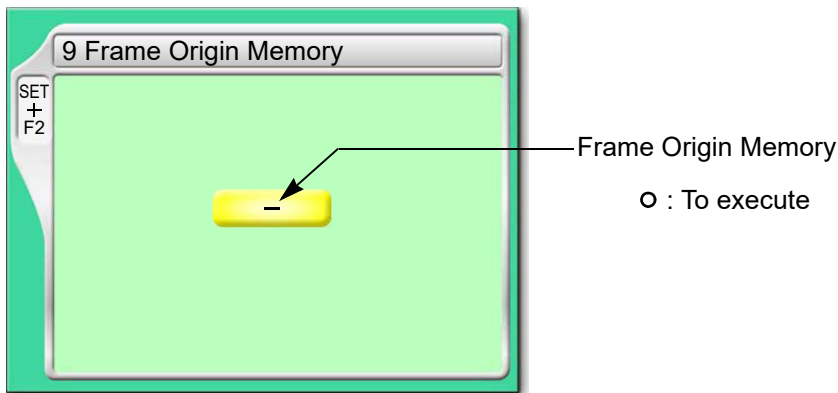 9 Frame Origin Memory
SET
+
F2
–
Frame Origin Memory
○ : To execute